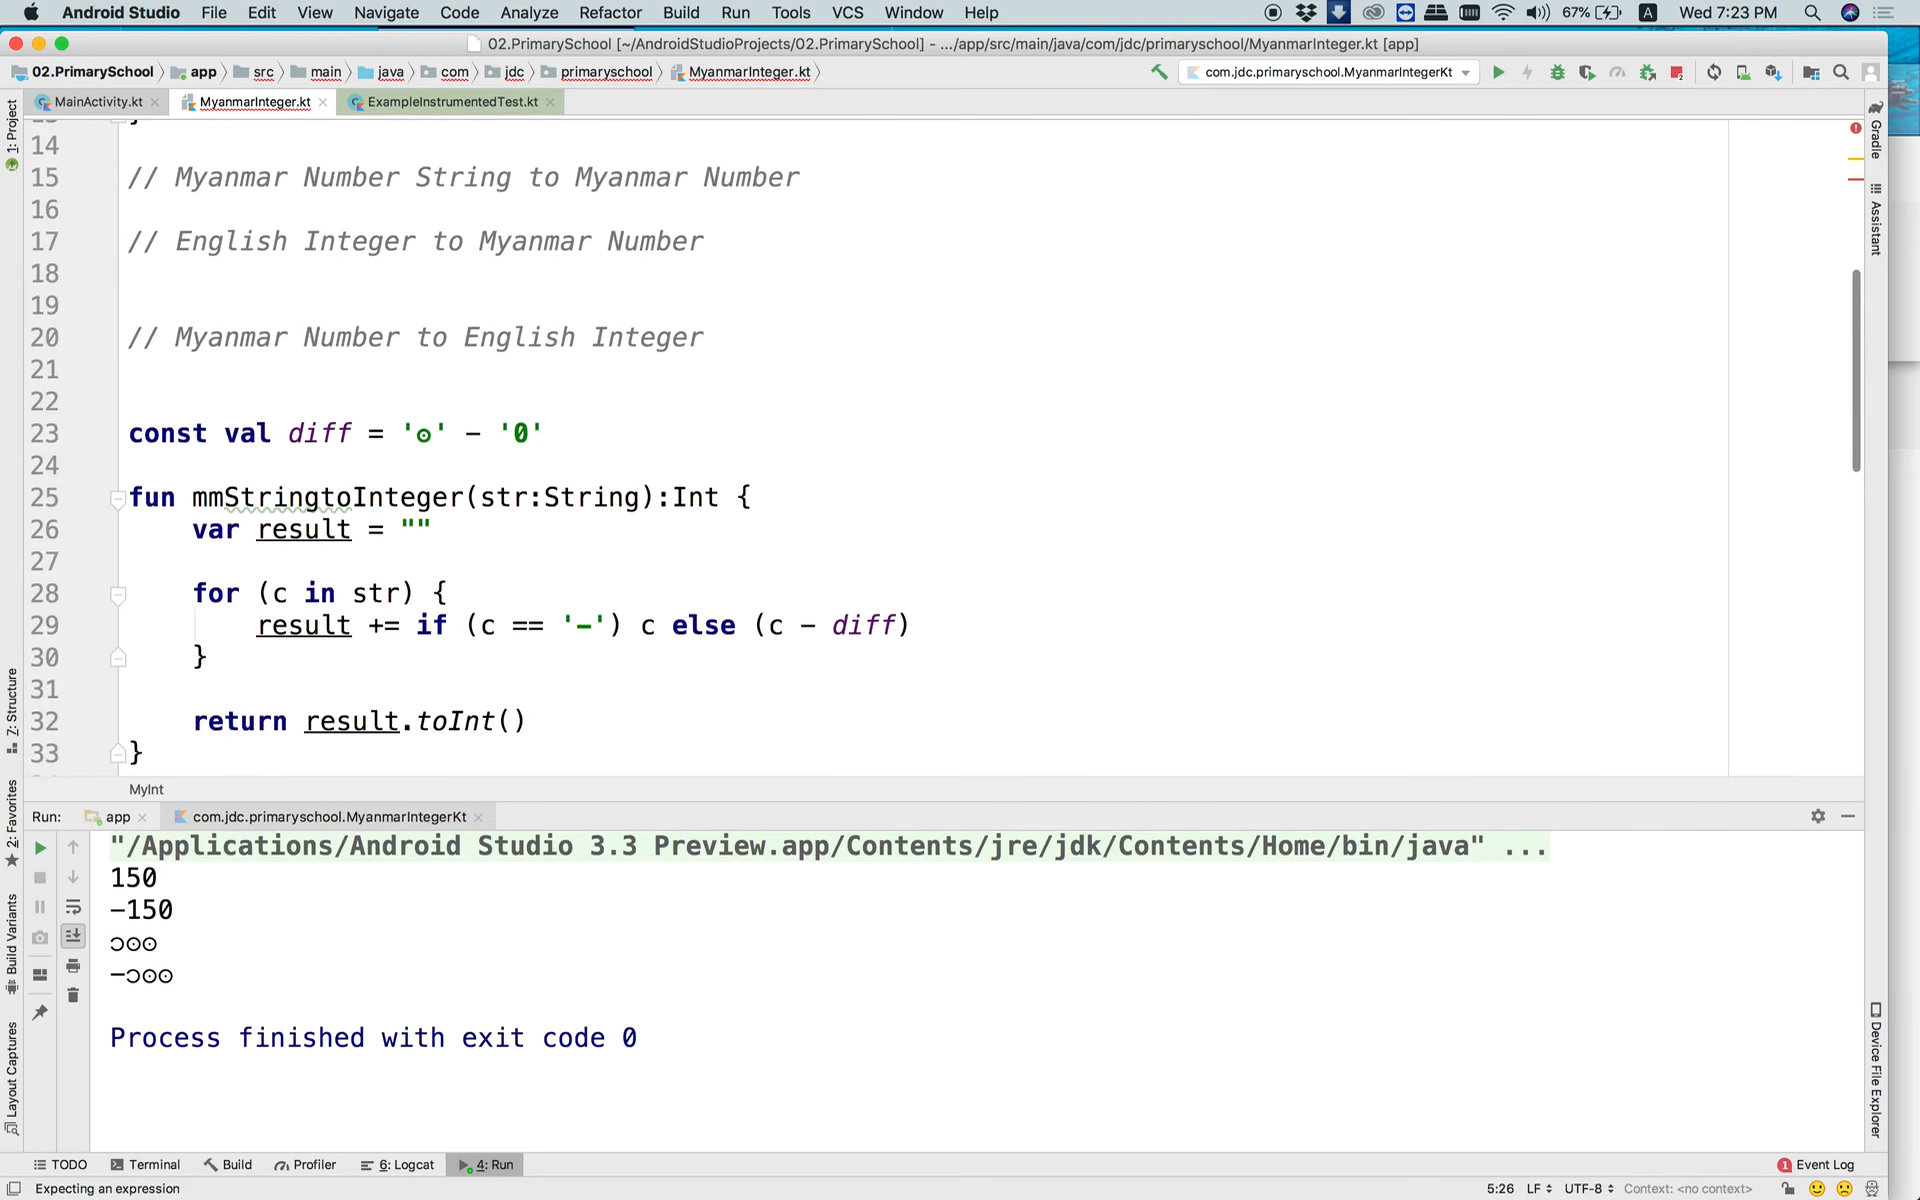 Android Studio File Edit View Navigate Code Analyze Refactor Build Run Tools VCS Window Help 67% A Wed 7:23 PM
02.PrimarySchool [~/AndroidStudioProjects/02.PrimarySchool] - .../app/src/main/java/com/jdc/primaryschool/MyanmarInteger.kt [app]
02.PrimarySchool app src main java com jdc primaryschool MyanmarInteger.kt com.jdc.primaryschool.MyanmarIntegerKt
MainActivity.kt MyanmarInteger.kt ExampleInstrumentedTest.kt
1: Project
Z: Structure
2: Favorites
Build Variants
Layout Captures
Gradle
Assistant
Device File Explorer
14
15 // Myanmar Number String to Myanmar Number
16
17 // English Integer to Myanmar Number
18
19
20 // Myanmar Number to English Integer
21
22
23 const val diff = '၀' - '0'
24
25 fun mmStringtoInteger(str:String):Int {
26 var result = ""
27
28 for (c in str) {
29 result += if (c == '-') c else (c - diff)
30 }
31
32 return result.toInt()
33 }
MyInt
Run: app com.jdc.primaryschool.MyanmarIntegerKt
"/Applications/Android Studio 3.3 Preview.app/Contents/jre/jdk/Contents/Home/bin/java" ...
150
-150
၁၀၀
-၁၀၀
Process finished with exit code 0
TODO Terminal Build Profiler 6: Logcat 4: Run 1 Event Log
Expecting an expression 5:26 LF UTF-8 Context: <no context>